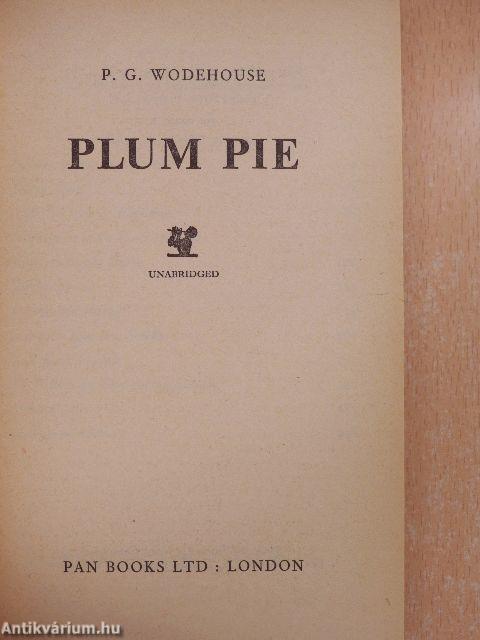 P. G. WODEHOUSE
PLUM PIE
UNABRIDGED
PAN BOOKS LTD : LONDON
Antikvárium.hu